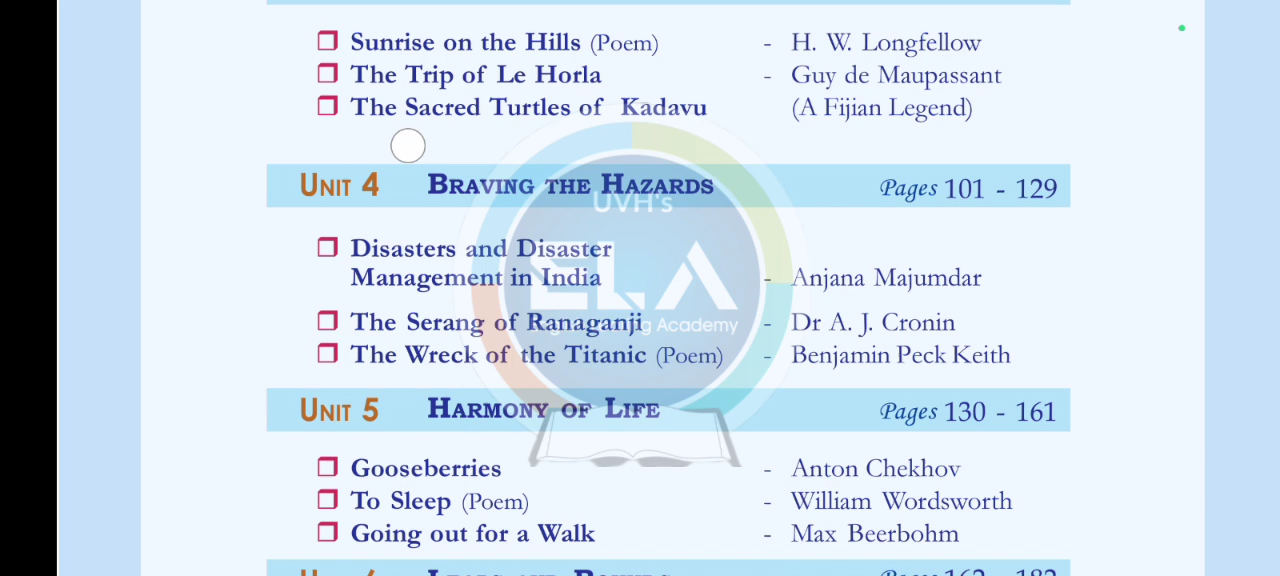 ❐ Sunrise on the Hills (Poem) - H. W. Longfellow
❐ The Trip of Le Horla - Guy de Maupassant
❐ The Sacred Turtles of Kadavu (A Fijian Legend)
UNIT 4 BRAVING THE HAZARDS Pages 101 - 129
UVH's
❐ Disasters and Disaster
Management in India - Anjana Majumdar
ELA
❐ The Serang of Ranaganji - Dr A. J. Cronin
Academy
❐ The Wreck of the Titanic (Poem) - Benjamin Peck Keith
UNIT 5 HARMONY OF LIFE Pages 130 - 161
❐ Gooseberries - Anton Chekhov
❐ To Sleep (Poem) - William Wordsworth
❐ Going out for a Walk - Max Beerbohm